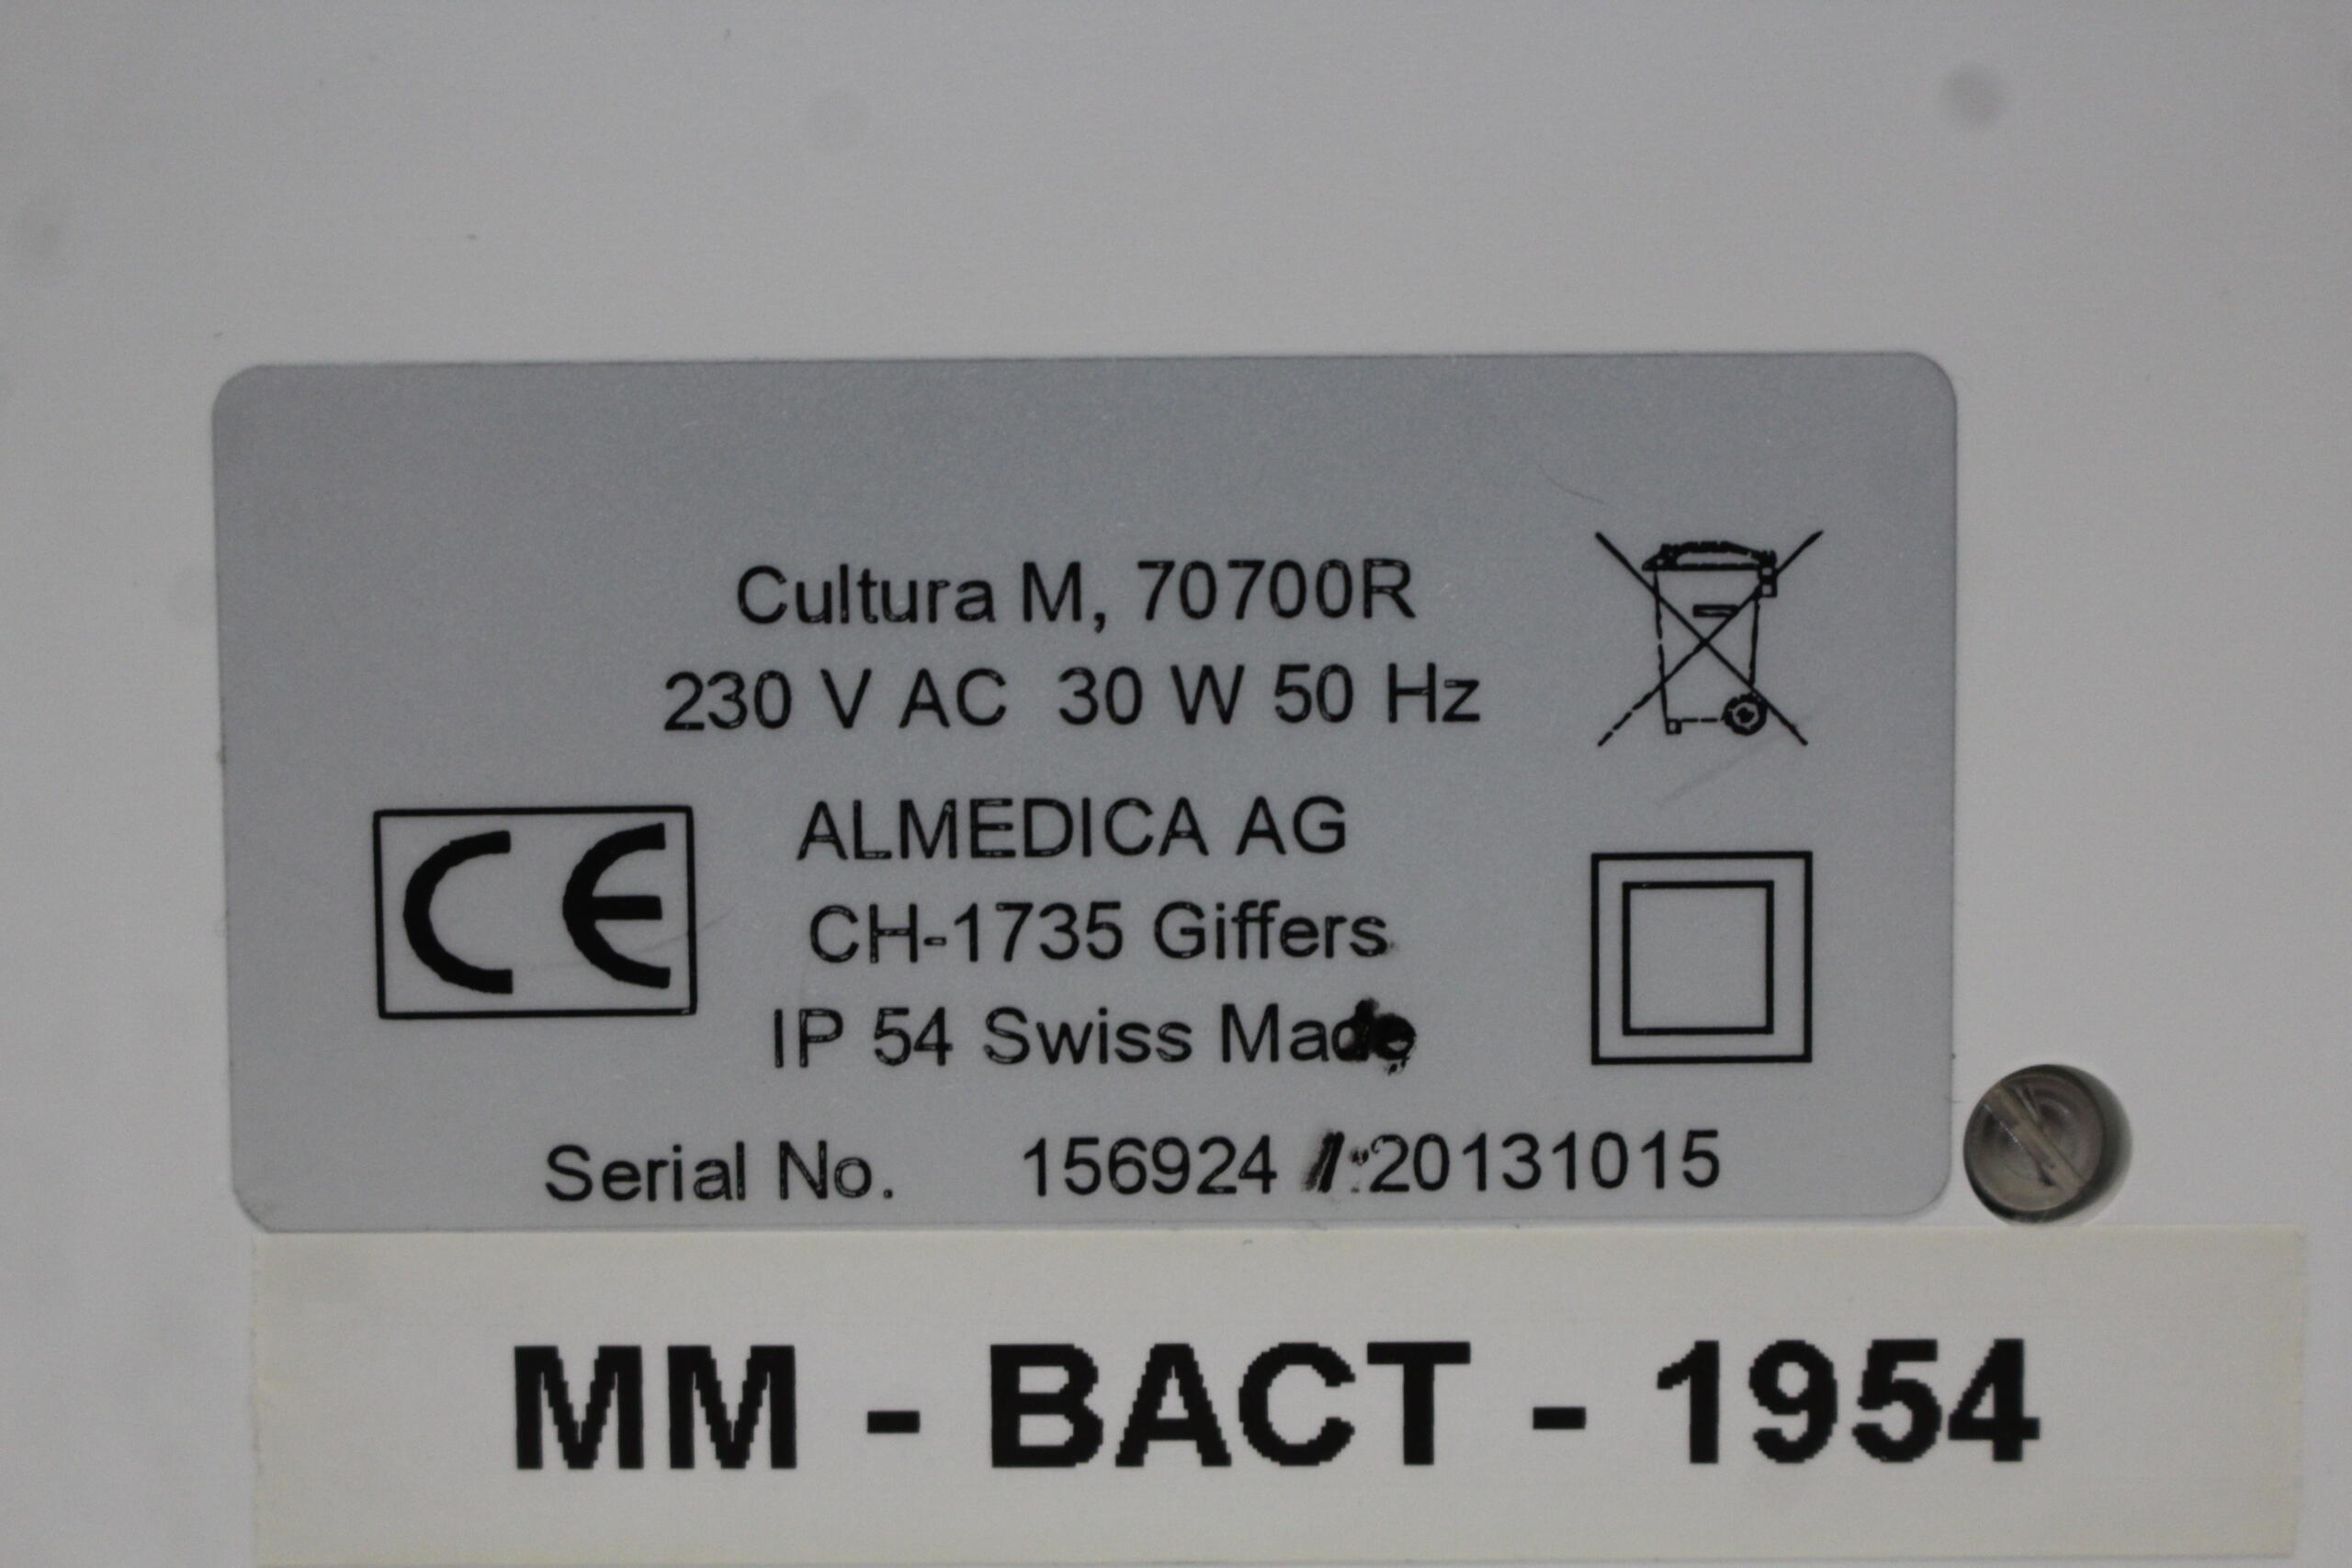 Cultura M, 70700R
230 V AC 30 W 50 Hz
CE
ALMEDICA AG
CH-1735 Giffers
IP 54 Swiss Made
Serial No. 156924 / 20131015
MM - BACT - 1954